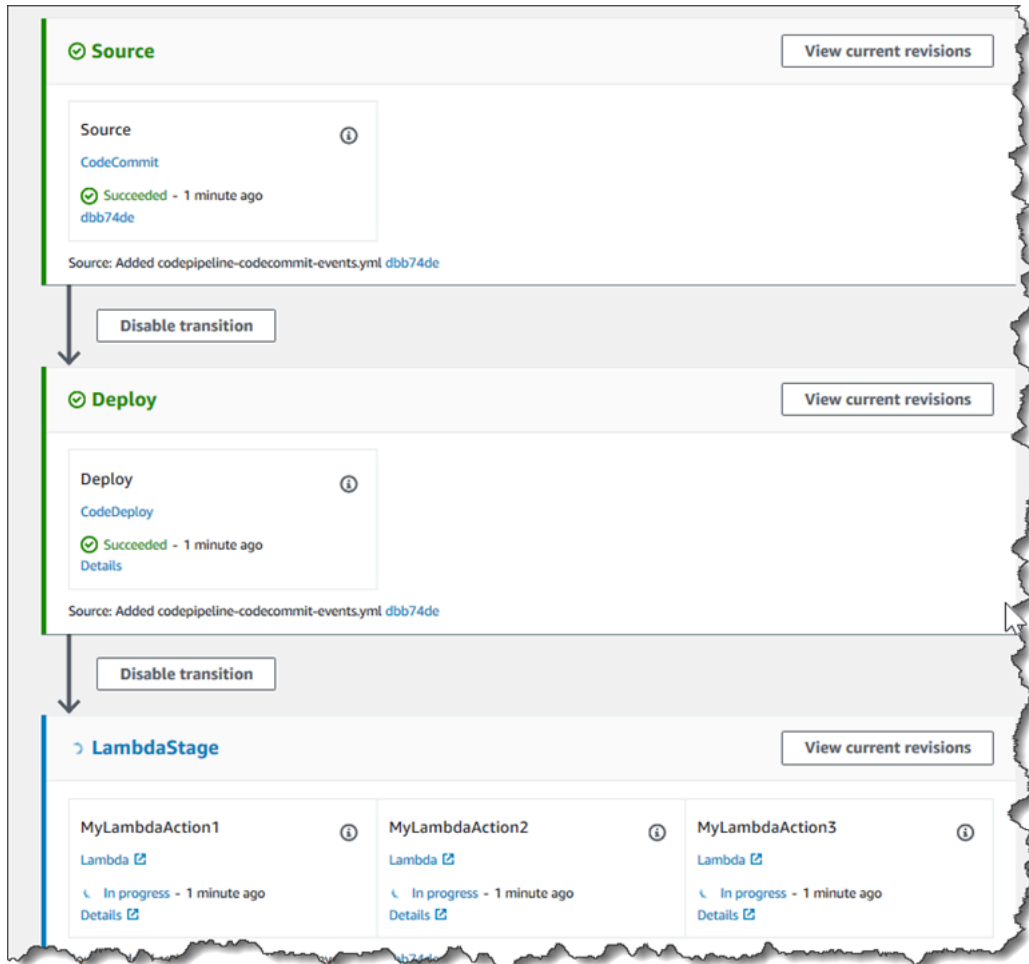 Source
View current revisions
Source
CodeCommit
Succeeded - 1 minute ago
dbb74de
Source: Added codepipeline-codecommit-events.yml dbb74de
Disable transition
Deploy
View current revisions
Deploy
CodeDeploy
Succeeded - 1 minute ago
Details
Source: Added codepipeline-codecommit-events.yml dbb74de
Disable transition
LambdaStage
View current revisions
MyLambdaAction1
Lambda
In progress - 1 minute ago
Details
MyLambdaAction2
Lambda
In progress - 1 minute ago
Details
MyLambdaAction3
Lambda
In progress - 1 minute ago
Details